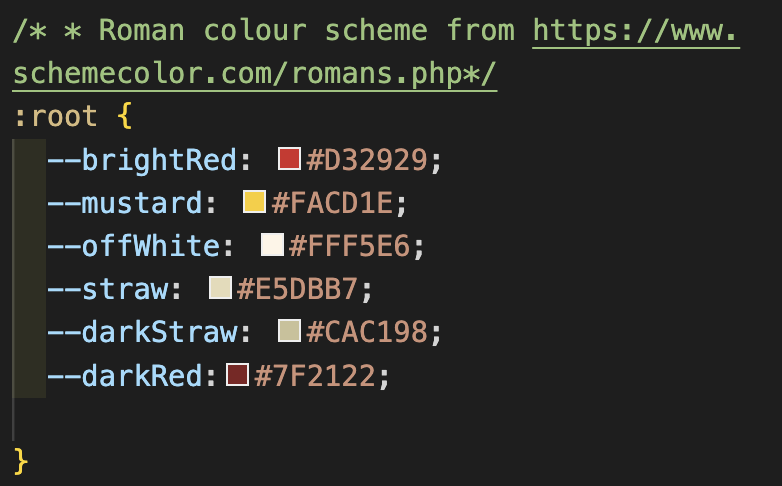 /* * Roman colour scheme from https://www.
schemecolor.com/romans.php*/
:root {
--brightRed: #D32929;
--mustard: #FACD1E;
--offWhite: #FFF5E6;
--straw: #E5DBB7;
--darkStraw: #CAC198;
--darkRed:#7F2122;
}